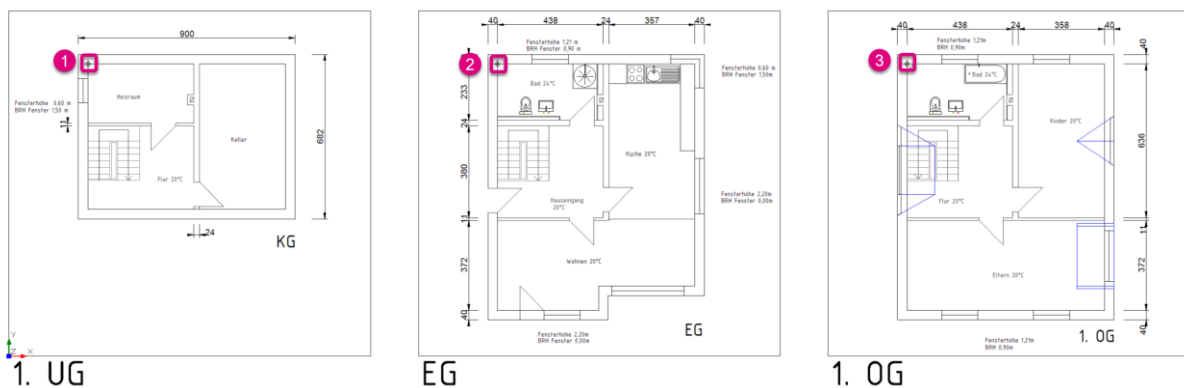 900
1
Heizraum
Fensterhöhe 0,60 m
BRH Fenster 1,50 m
11
Keller
682
Flur 20°C
24
KG
Y
Z
X
1. UG
40
438
24
357
Fensterhöhe 1,21 m
BRH Fenster 0,90 m
40
2
Bad 24°C
Fensterhöhe 0,60 m
BRH Fenster 1,50m
233
24
Küche 20°C
380
Hauseingang
20°C
Fensterhöhe 2,20m
BRH Fenster 0,00m
11
Wohnen 20°C
372
40
Fensterhöhe 2,20m
BRH Fenster 0,00m
EG
EG
40
438
24
358
40
Fensterhöhe 1,21m
BRH 0,90m
40
3
Bad 24°C
Kinder 20°C
636
Flur 20°C
11
Eltern 20°C
372
40
1. OG
Fensterhöhe 1,21m
BRH 0,90m
1. OG